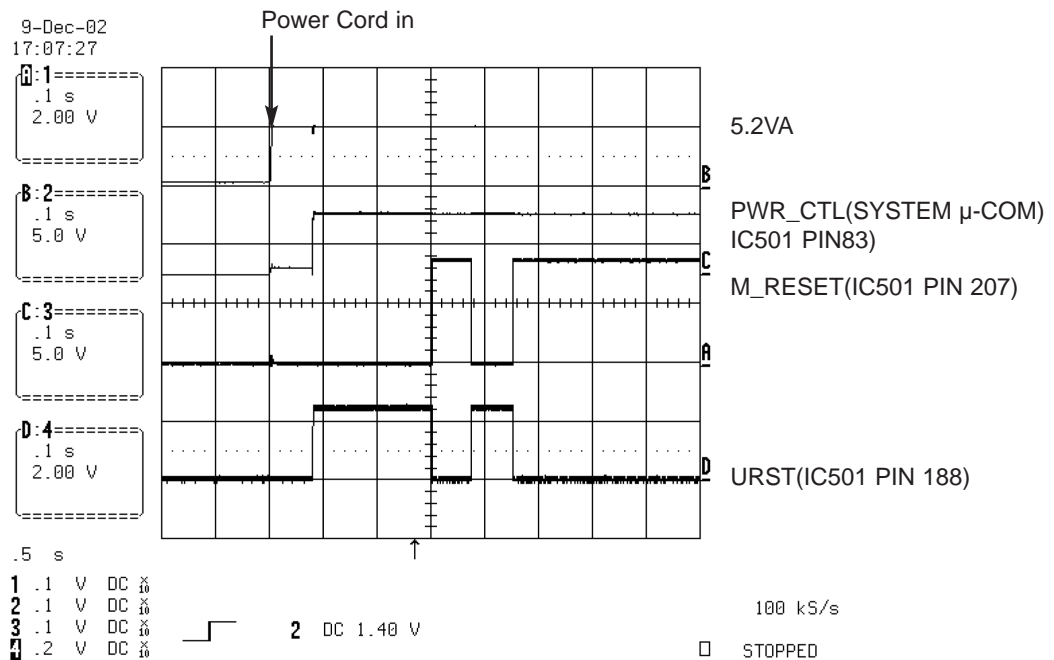 Power Cord in
9-Dec-02
17:07:27
A:1
.1 s
2.00 V
B:2
.1 s
5.0 V
C:3
.1 s
5.0 V
D:4
.1 s
2.00 V
B
C
A
D
5.2VA
PWR_CTL(SYSTEM µ-COM)
IC501 PIN83)
M_RESET(IC501 PIN 207)
URST(IC501 PIN 188)
.5 s
1 .1 V DC X10
2 .1 V DC X10
3 .1 V DC X10
4 .2 V DC X10
2 DC 1.40 V
100 kS/s
STOPPED